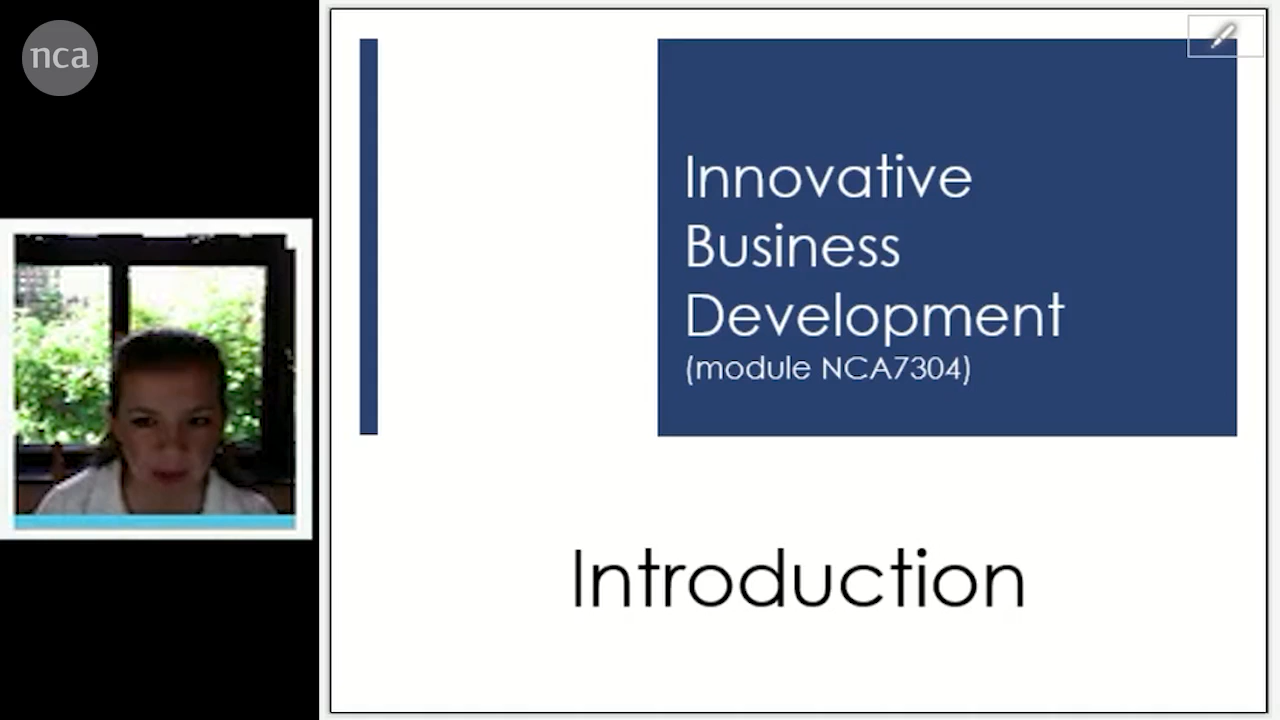 nca
Innovative
Business
Development
(module NCA7304)
Introduction